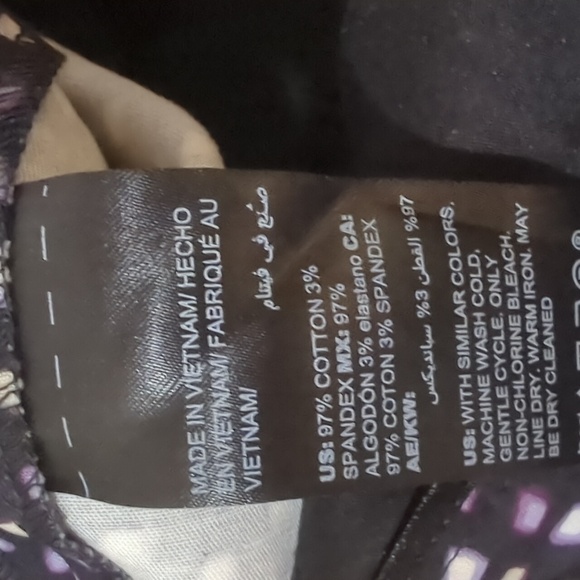 MADE IN VIETNAM/ HECHO
EN VIETNAM/ FABRIQUÉ AU
VIETNAM/
صنع في فيتنام
US: 97% COTTON 3%
SPANDEX MX: 97%
ALGODÓN 3% elastano CA:
97% COTON 3% SPANDEX
AE/KW:
97% القطن 3% سباندیکس
US: WITH SIMILAR COLORS.
MACHINE WASH COLD,
GENTLE CYCLE. ONLY
NON-CHLORINE BLEACH.
LINE DRY. WARM IRON. MAY
BE DRY CLEANED